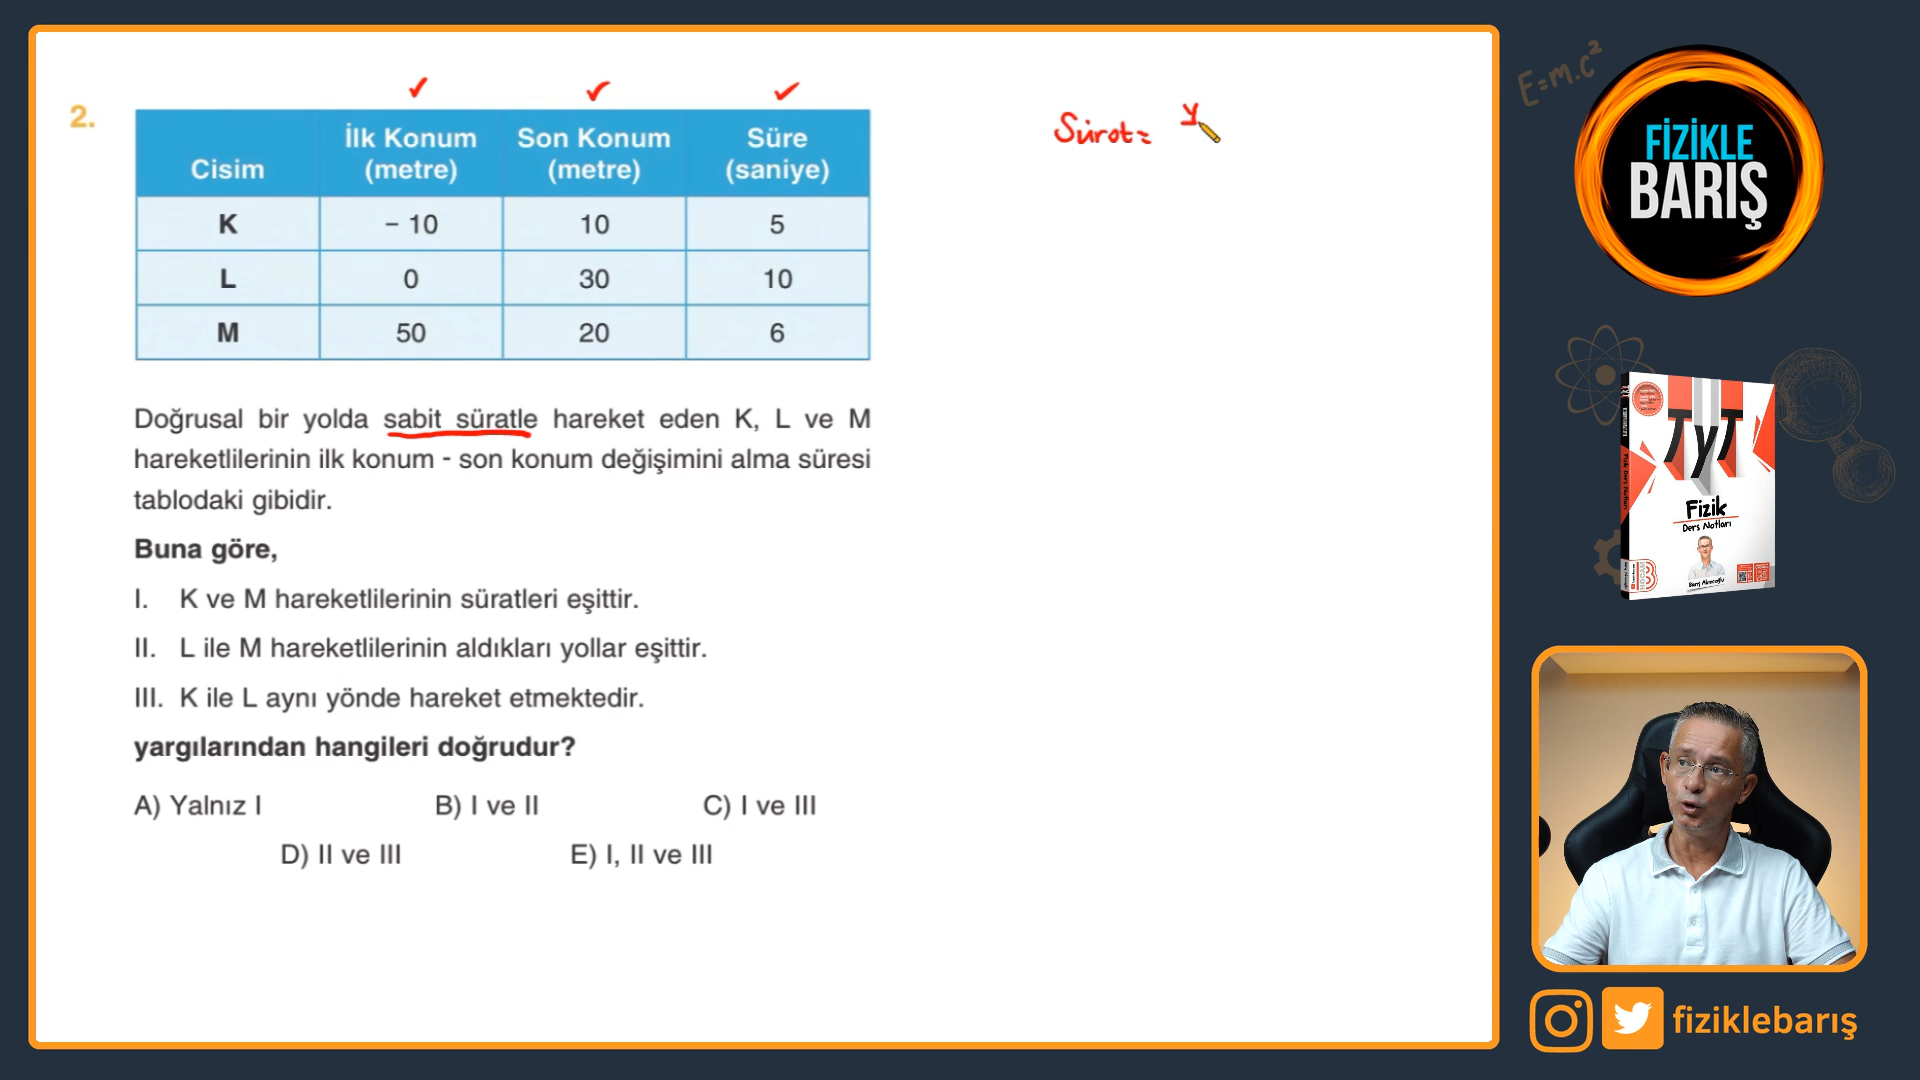 2.
Cisim | İlk Konum (metre) | Son Konum (metre) | Süre (saniye)
K | – 10 | 10 | 5
L | 0 | 30 | 10
M | 50 | 20 | 6
Doğrusal bir yolda sabit süratle hareket eden K, L ve M
hareketlilerinin ilk konum - son konum değişimini alma süresi
tablodaki gibidir.
Buna göre,
I. K ve M hareketlilerinin süratleri eşittir.
II. L ile M hareketlilerinin aldıkları yollar eşittir.
III. K ile L aynı yönde hareket etmektedir.
yargılarından hangileri doğrudur?
A) Yalnız I B) I ve II C) I ve III
D) II ve III E) I, II ve III
Sürat= y
E=m.c²
FİZİKLE
BARIŞ
TYT
Fizik
Ders Notları
fiziklebarış